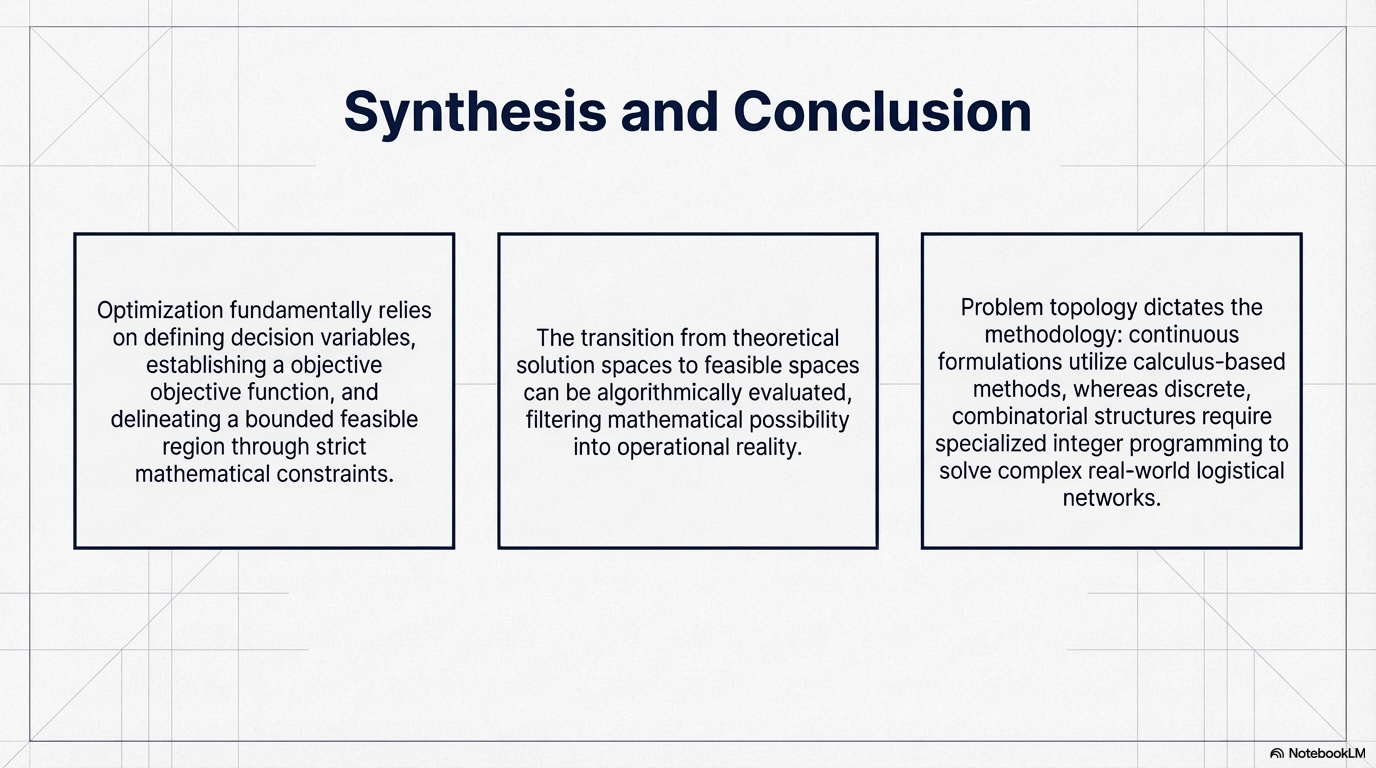 Synthesis and Conclusion
Optimization fundamentally relies
on defining decision variables,
establishing a objective
objective function, and
delineating a bounded feasible
region through strict
mathematical constraints.
The transition from theoretical
solution spaces to feasible spaces
can be algorithmically evaluated,
filtering mathematical possibility
into operational reality.
Problem topology dictates the
methodology: continuous
formulations utilize calculus-based
methods, whereas discrete,
combinatorial structures require
specialized integer programming to
solve complex real-world logistical
networks.
NotebookLM